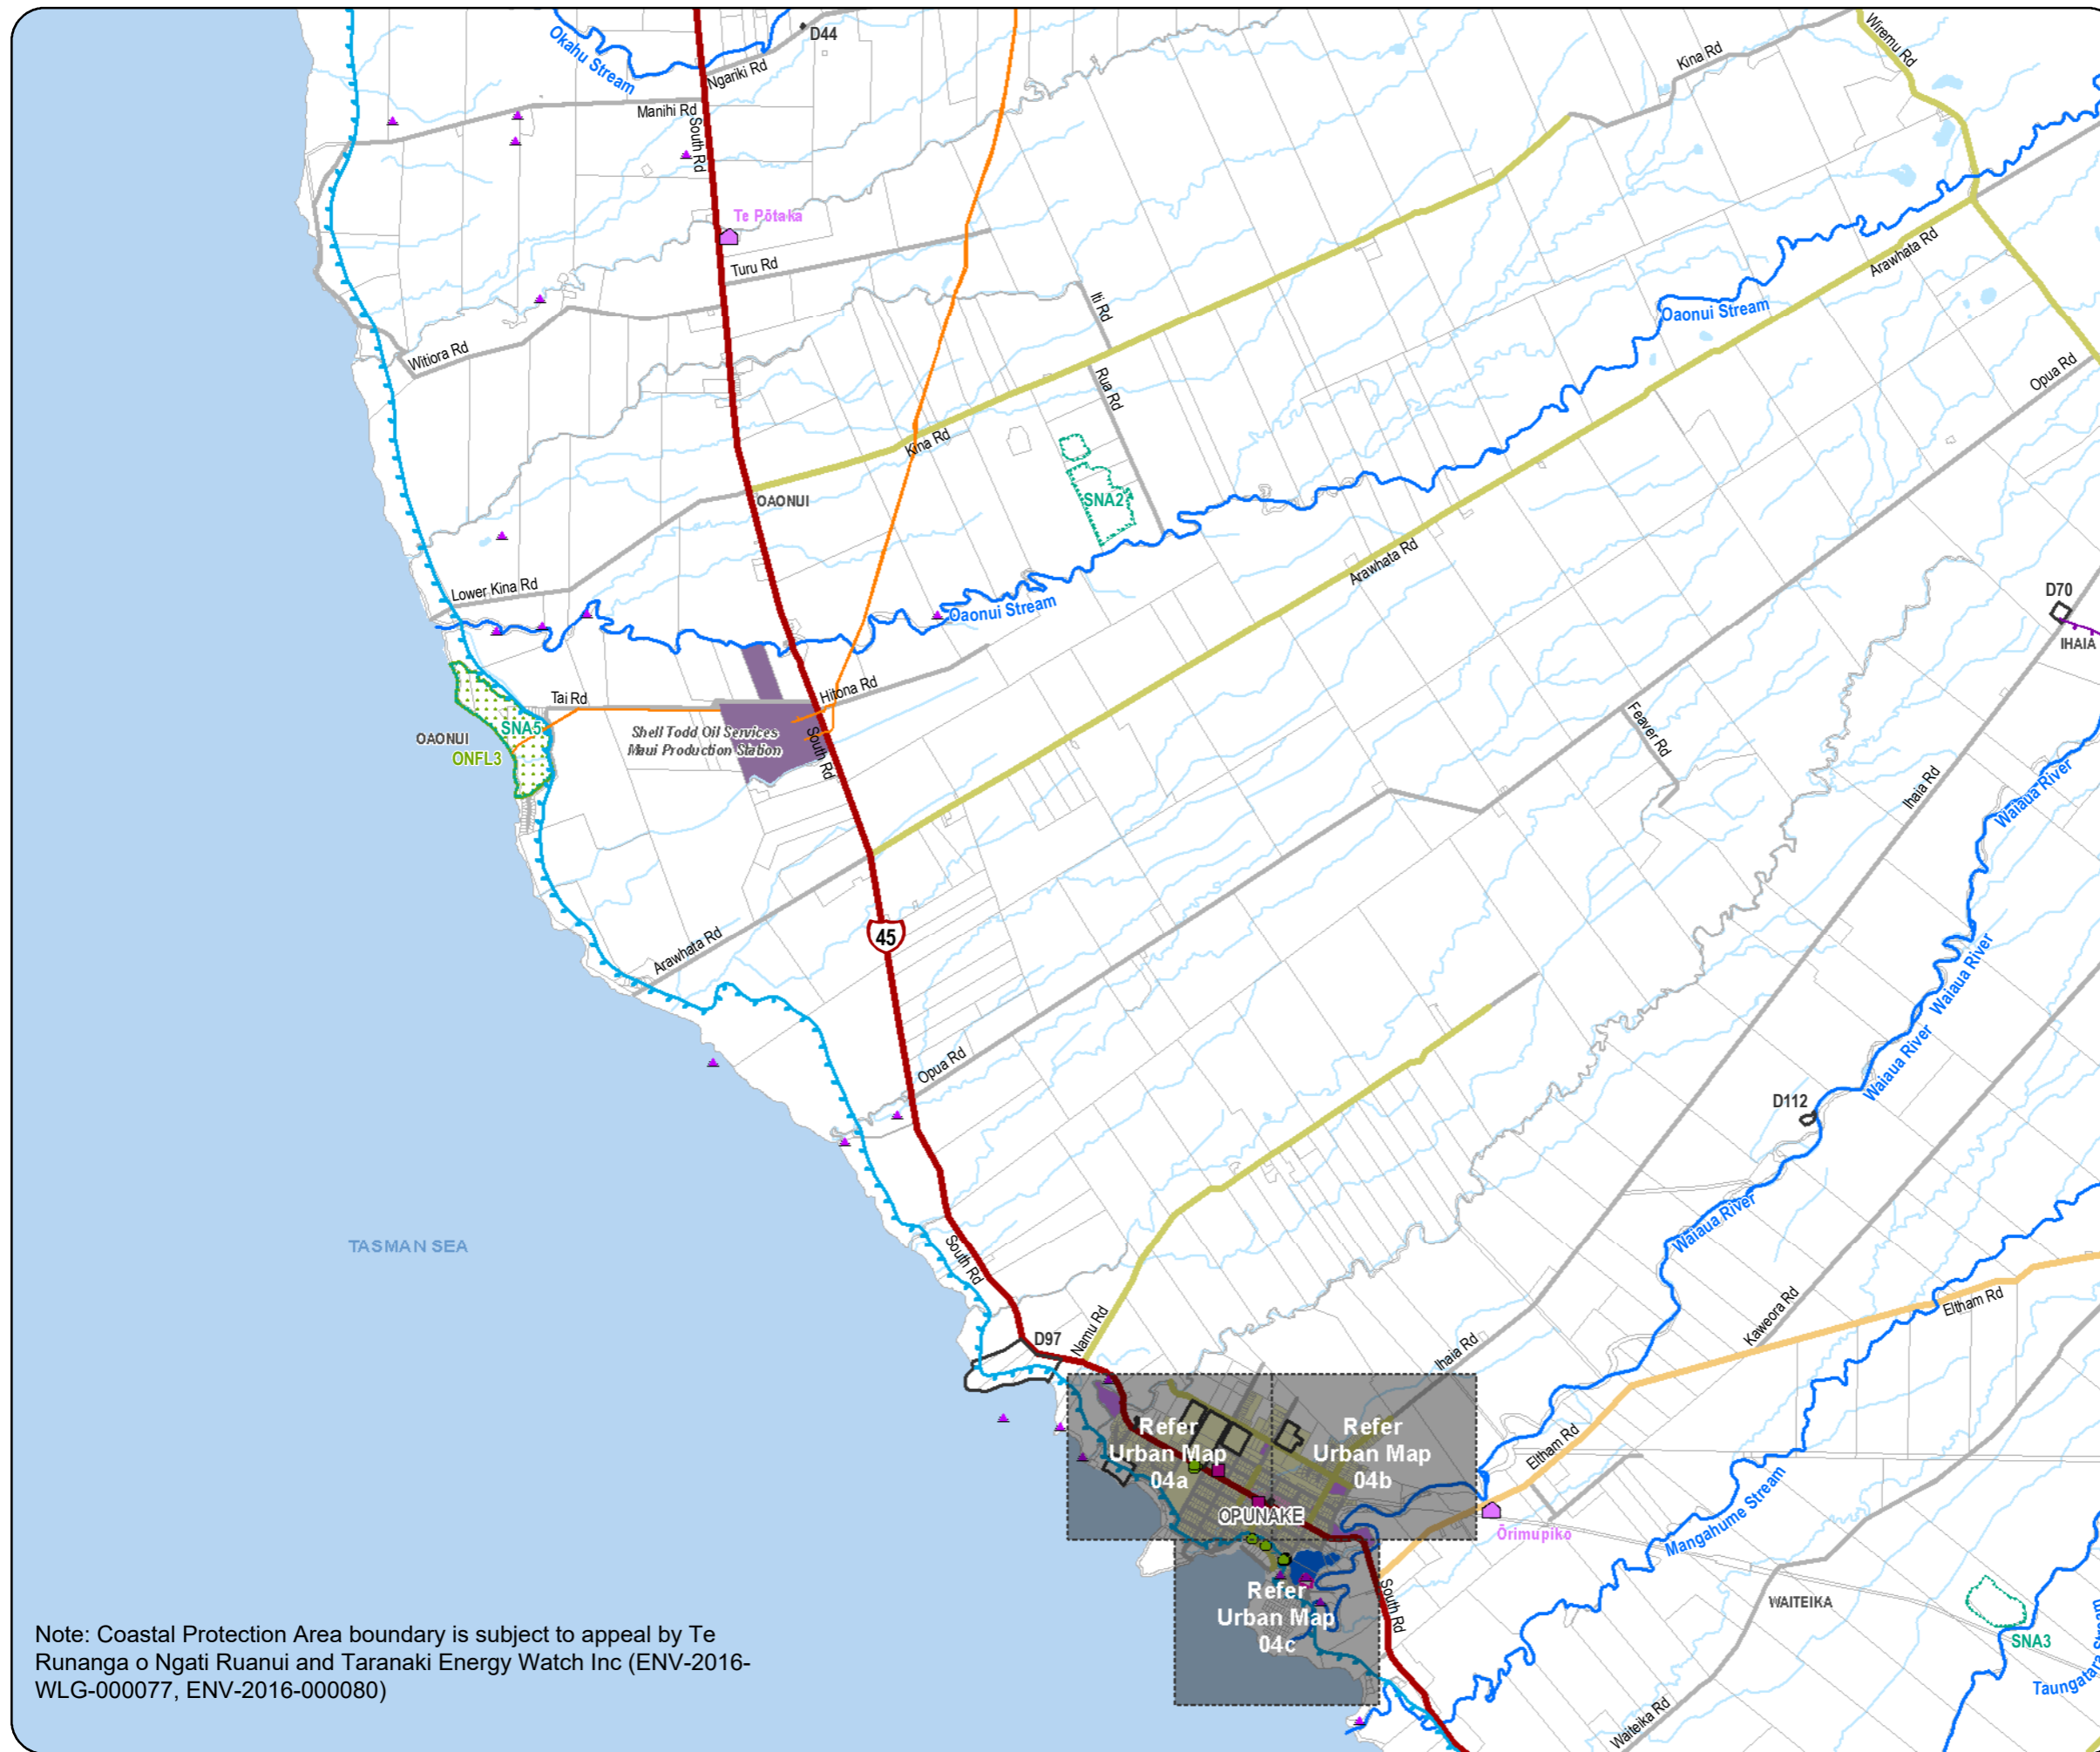 Okahu Stream
D44
Ngariki Rd
Manihi Rd
South Rd
Kina Rd
Wiremu Rd
Te Pōtaka
Turu Rd
Iti Rd
Arawhata Rd
Oaonui Stream
Witiora Rd
Rua Rd
Opua Rd
Kina Rd
OAONUI
SNA2
Arawhata Rd
Lower Kina Rd
Oaonui Stream
D70
IHAIA
Hitona Rd
Tai Rd
SNA5
OAONUI
ONFL3
Shell Todd Oil Services
Maui Production Station
South Rd
Feaver Rd
Ihaia Rd
Waiaua River
45
Arawhata Rd
Waiaua River
Opua Rd
Waiaua River
D112
Waiaua River
TASMAN SEA
South Rd
Eltham Rd
Kaweora Rd
D97
Namu Rd
Ihaia Rd
Refer
Urban Map
04a
Refer
Urban Map
04b
Eltham Rd
OPUNAKE
Ōrimupiko
Mangahume Stream
Refer
Urban Map
04c
South Rd
WAITEIKA
SNA3
Waiteika Rd
Taungatara Stream
Note: Coastal Protection Area boundary is subject to appeal by Te
Runanga o Ngati Ruanui and Taranaki Energy Watch Inc (ENV-2016-
WLG-000077, ENV-2016-000080)